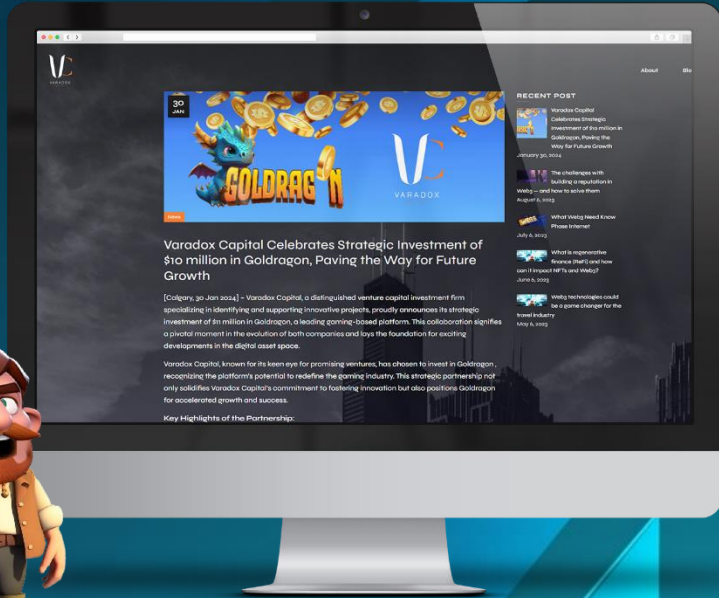 VARADOX
About
Blo
30
JAN
GOLDRAGON
VARADOX
News
Varadox Capital Celebrates Strategic Investment of
$10 million in Goldragon, Paving the Way for Future
Growth
[Calgary, 30 Jan 2024] – Varadox Capital, a distinguished venture capital investment firm
specializing in identifying and supporting innovative projects, proudly announces its strategic
investment of $11 million in Goldragon, a leading gaming-based platform. This collaboration signifies
a pivotal moment in the evolution of both companies and lays the foundation for exciting
developments in the digital asset space.
Varadox Capital, known for its keen eye for promising ventures, has chosen to invest in Goldragon ,
recognizing the platform's potential to redefine the gaming industry. This strategic partnership not
only solidifies Varadox Capital's commitment to fostering innovation but also positions Goldragon
for accelerated growth and success.
Key Highlights of the Partnership:
RECENT POST
Varadox Capital
Celebrates Strategic
Investment of $10 million in
Goldragon, Paving the
Way for Future Growth
January 30, 2024
The challenges with
building a reputation in
Web3 — and how to solve them
August 6, 2023
What Web3 Need Know
Phase Internet
July 6, 2023
What is regenerative
finance (ReFi) and how
can it impact NFTs and Web3?
June 6, 2023
Web3 technologies could
be a game changer for the
travel industry
May 6, 2023